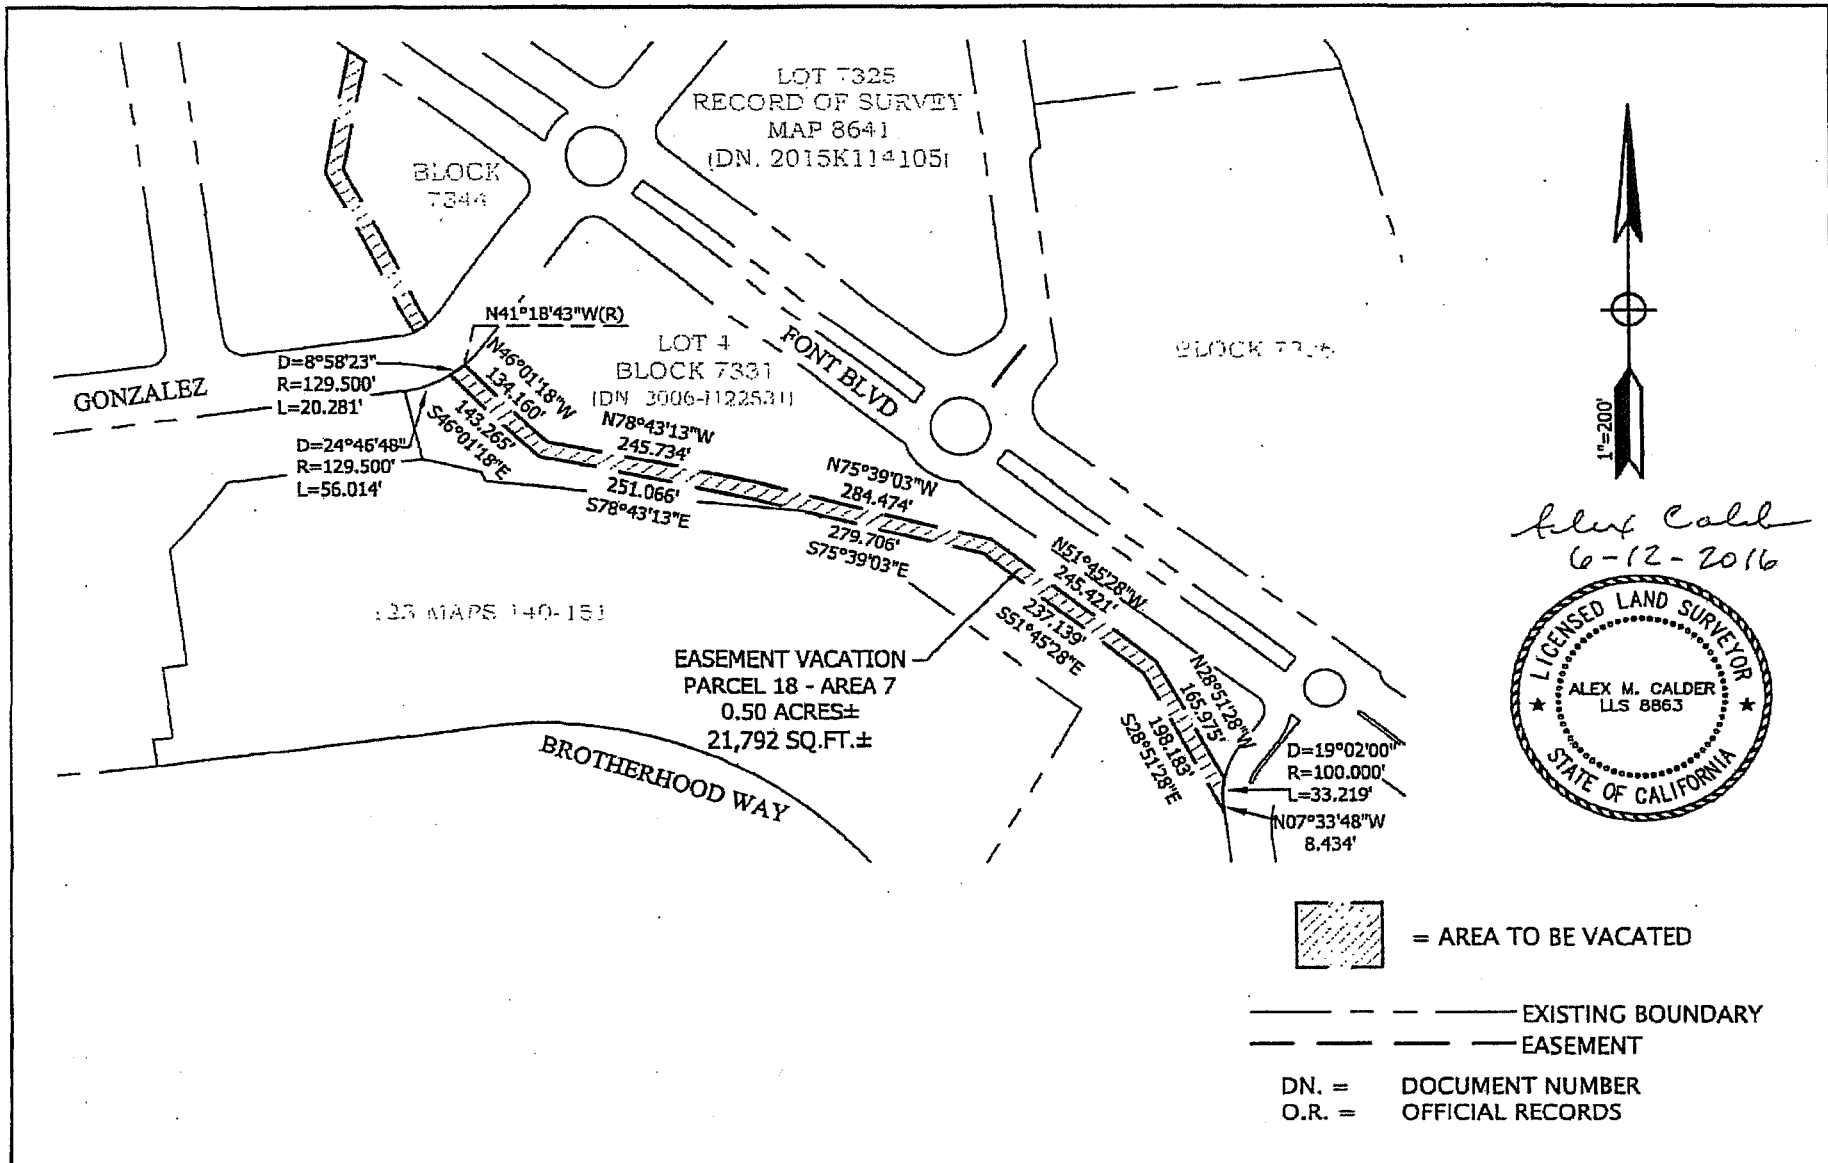 LOT 7325
RECORD OF SURVEY
MAP 8641
(DN. 2015K114105)
BLOCK
7344
N41°18'43"W(R)
LOT 4
BLOCK 7331
FONT BLVD
GONZALEZ
D=8°58'23"
R=129.500'
L=20.281'
N46°01'18"W
134.160'
143.265'
S46°01'18"E
D=24°46'48"
R=129.500'
L=56.014'
N78°43'13"W
245.734'
251.066'
S78°43'13"E
N75°39'03"W
284.474'
279.706'
S75°39'03"E
N51°45'28"W
245.421'
237.139'
S51°45'28"E
N28°51'28"W
165.975'
198.183'
S28°51'28"E
D=19°02'00"
R=100.000'
L=33.219'
N07°33'48"W
8.434'
123 MAPS 140-151
EASEMENT VACATION
PARCEL 18 - AREA 7
0.50 ACRES±
21,792 SQ.FT.±
BROTHERHOOD WAY
BLOCK
1"=200'
6-12-2016
LICENSED LAND SURVEYOR
ALEX M. CALDER
LLS 8863
STATE OF CALIFORNIA
= AREA TO BE VACATED
EXISTING BOUNDARY
EASEMENT
DN. = DOCUMENT NUMBER
O.R. = OFFICIAL RECORDS